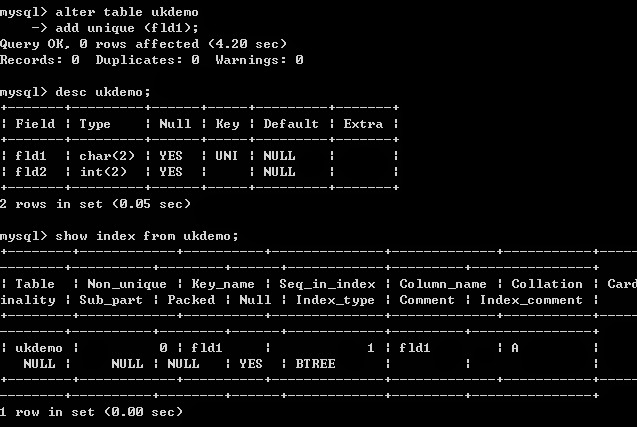 mysql> alter table ukdemo
    -> add unique (fld1);
Query OK, 0 rows affected (4.20 sec)
Records: 0  Duplicates: 0  Warnings: 0
mysql> desc ukdemo;
+-------+---------+------+-----+---------+-------+
| Field | Type    | Null | Key | Default | Extra |
+-------+---------+------+-----+---------+-------+
| fld1  | char(2) | YES  | UNI | NULL    |       |
| fld2  | int(2)  | YES  |     | NULL    |       |
+-------+---------+------+-----+---------+-------+
2 rows in set (0.05 sec)
mysql> show index from ukdemo;
+--------+------------+----------+--------------+-------------+-----------+-----
-------+----------+--------+------+------------+---------+---------------+
| Table  | Non_unique | Key_name | Seq_in_index | Column_name | Collation | Card
inality | Sub_part | Packed | Null | Index_type | Comment | Index_comment |
+--------+------------+----------+--------------+-------------+-----------+-----
-------+----------+--------+------+------------+---------+---------------+
| ukdemo |          0 | fld1     |            1 | fld1        | A         |
   NULL |     NULL | NULL   | YES  | BTREE      |         |               |
+--------+------------+----------+--------------+-------------+-----------+-----
-------+----------+--------+------+------------+---------+---------------+
1 row in set (0.00 sec)